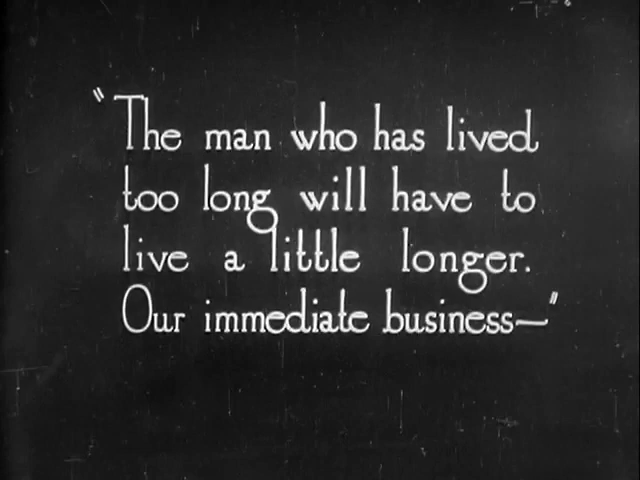 "The man who has lived
too long will have to
live a little longer.
Our immediate business—"